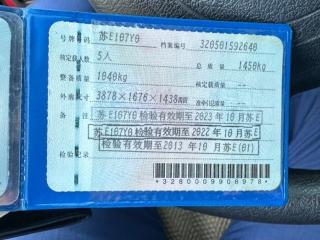 号牌号码 苏E107Y0 档案编号 320501592640
核定载人数 5人 总质量 1450kg
整备质量 1040kg 核定载质量 --
外廓尺寸 3878×1676×1438mm 准牵引总质量 --
备注 苏E107Y0检验有效期至2023年10月苏E
苏E107Y0检验有效期至2022年10月苏E
检验有效期至2013年10月苏E(01)
检验记录
*3280009908978*